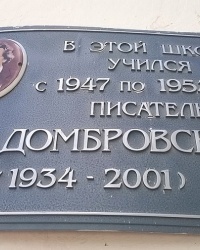 В ЭТОЙ ШКО
УЧИЛСЯ
С 1947 ПО 195
ПИСАТЕЛЬ
ДОМБРОВС
(1934 - 2001)